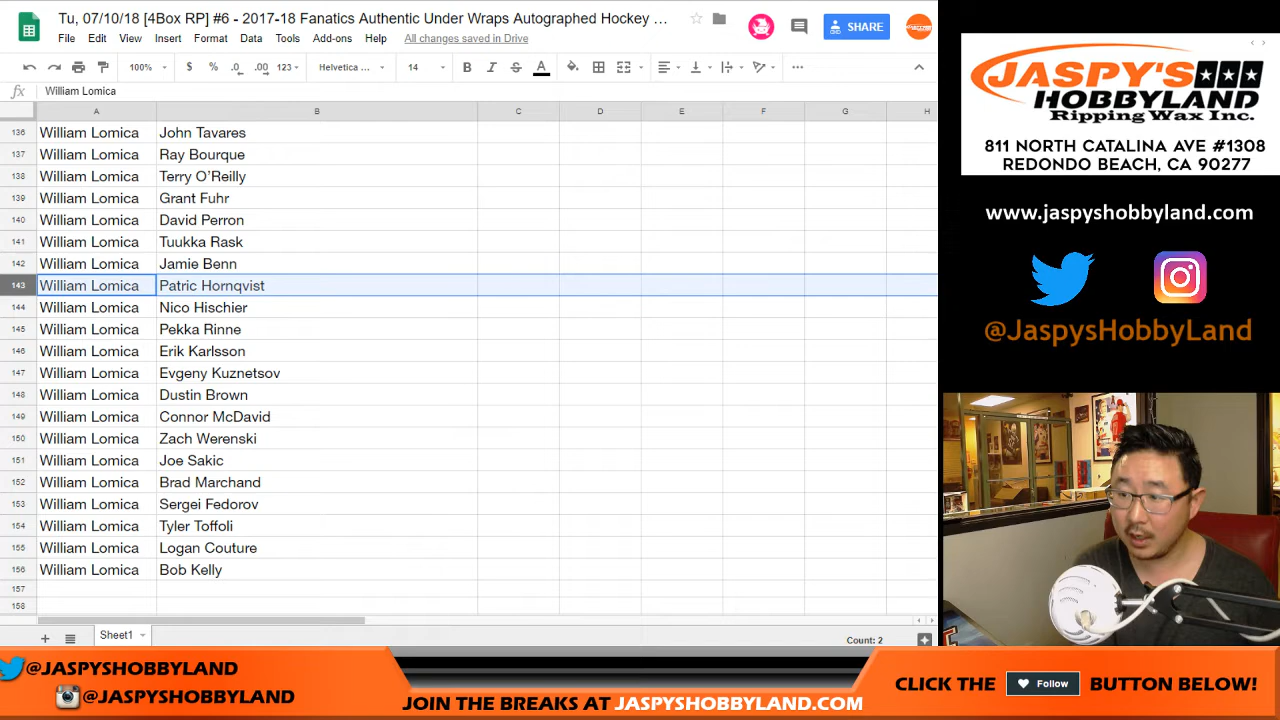 Tu, 07/10/18 [4Box RP] #6 - 2017-18 Fanatics Authentic Under Wraps Autographed Hockey ...
SHARE
File Edit View Insert Format Data Tools Add-ons Help All changes saved in Drive
100% $ % .0 .00 123 Helvetica ... 14 B I S A
fx William Lomica
A B C D E F G H
136 William Lomica John Tavares
137 William Lomica Ray Bourque
138 William Lomica Terry O’Reilly
139 William Lomica Grant Fuhr
140 William Lomica David Perron
141 William Lomica Tuukka Rask
142 William Lomica Jamie Benn
143 William Lomica Patric Hornqvist
144 William Lomica Nico Hischier
145 William Lomica Pekka Rinne
146 William Lomica Erik Karlsson
147 William Lomica Evgeny Kuznetsov
148 William Lomica Dustin Brown
149 William Lomica Connor McDavid
150 William Lomica Zach Werenski
151 William Lomica Joe Sakic
152 William Lomica Brad Marchand
153 William Lomica Sergei Fedorov
154 William Lomica Tyler Toffoli
155 William Lomica Logan Couture
156 William Lomica Bob Kelly
157
158
Sheet1
Count: 2
JASPY'S
HOBBYLAND
Ripping Wax Inc.
811 NORTH CATALINA AVE #1308
REDONDO BEACH, CA 90277
www.jaspyshobbyland.com
@JaspysHobbyLand
@JASPYSHOBBYLAND
@JASPYSHOBBYLAND
JOIN THE BREAKS AT JASPYSHOBBYLAND.COM
CLICK THE Follow BUTTON BELOW!